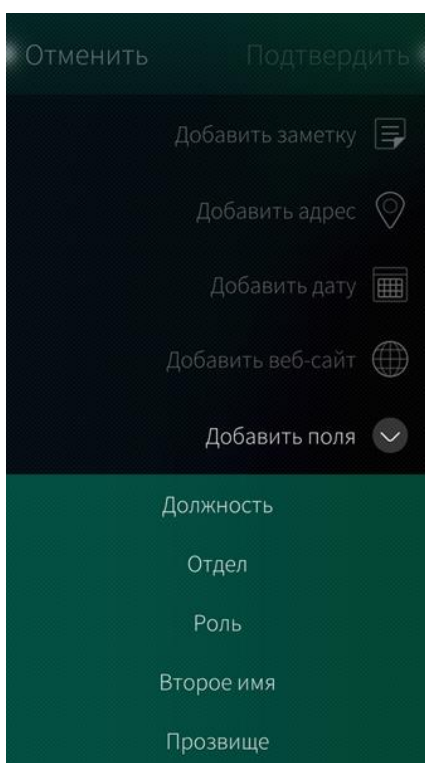 Отменить Подтвердить
Добавить заметку
Добавить адрес
Добавить дату
Добавить веб-сайт
Добавить поля
Должность
Отдел
Роль
Второе имя
Прозвище